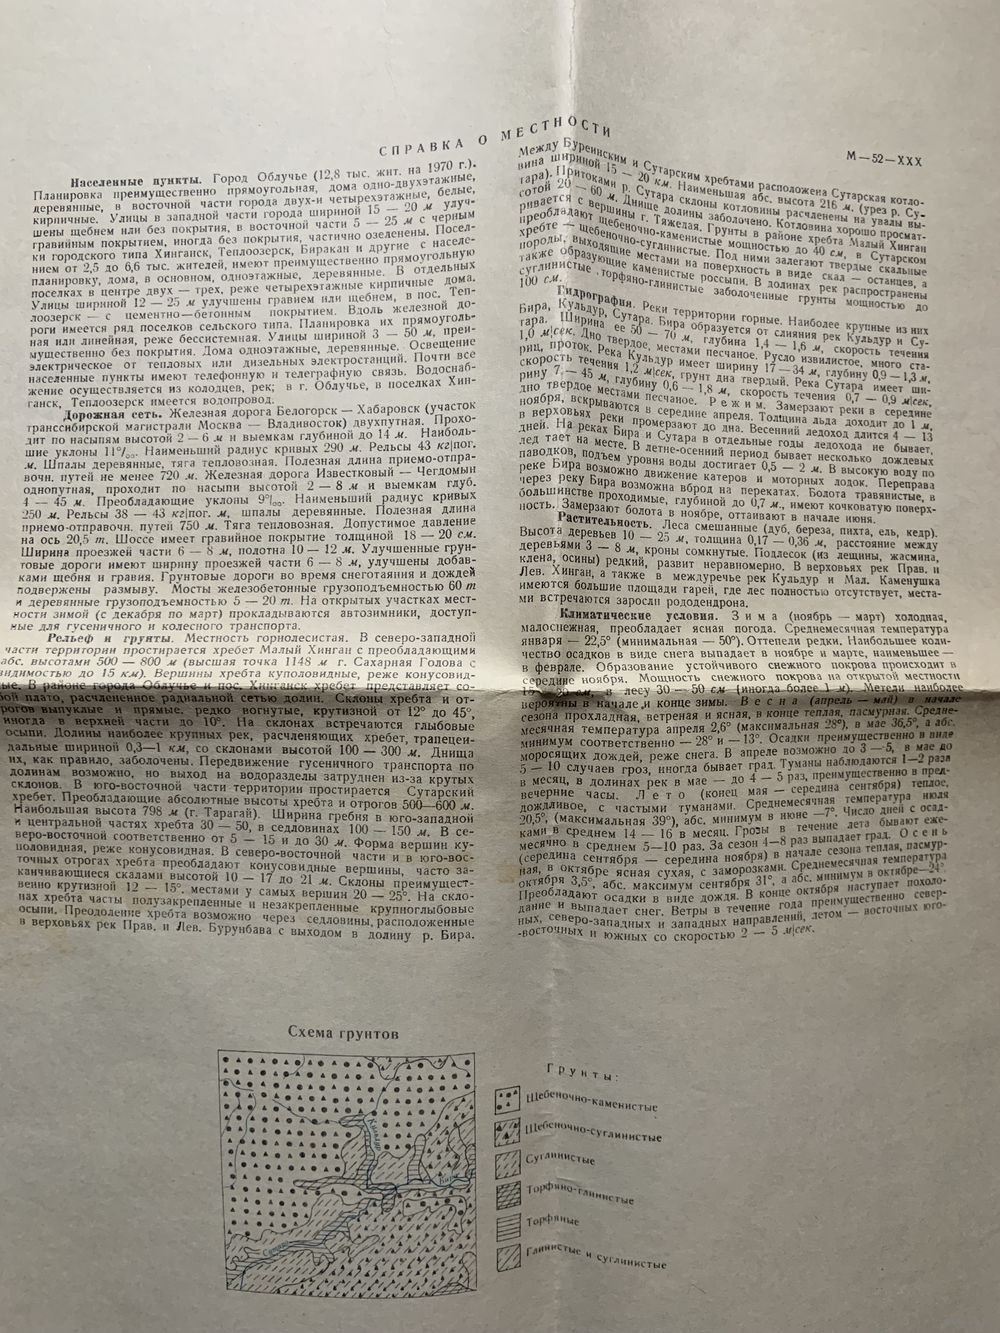 СПРАВКА О МЕСТНОСТИ
М—52—XXX
Населенные пункты. Город Облучье (12,8 тыс. жит. на 1970 г.).
Планировка преимущественно прямоугольная, дома одно-двухэтажные,
деревянные, в восточной части города двух-и четырехэтажные, белые,
кирпичные. Улицы в западной части города шириной 15 — 20 м улуч-
шены щебнем или без покрытия, в восточной части 5 — 25 м с черным
гравийным покрытием, иногда без покрытия, частично озеленены. Посел-
ки городского типа Хинганск, Теплоозерск, Биракан и другие с населе-
нием от 2,5 до 6,6 тыс. жителей, имеют преимущественно прямоугольную
планировку, дома, в основном, одноэтажные, деревянные. В отдельных
поселках в центре двух — трех, реже четырехэтажные кирпичные дома.
Улицы шириной 12 — 25 м улучшены гравием или щебнем, в пос. Теп-
лоозерск — с цементно—бетонным покрытием. Вдоль железной до-
роги имеется ряд поселков сельского типа. Планировка их прямоуголь-
ная или линейная, реже бессистемная. Улицы шириной 3 — 50 м, преи-
мущественно без покрытия. Дома одноэтажные, деревянные. Освещение
электрическое от тепловых или дизельных электростанций. Почти все
населенные пункты имеют телефонную и телеграфную связь. Водоснаб-
жение осуществляется из колодцев, рек; в г. Облучье, в поселках Хин-
ганск, Теплоозерск имеется водопровод.
Дорожная сеть. Железная дорога Белогорск — Хабаровск (участок
транссибирской магистрали Москва — Владивосток) двухпутная. Прохо-
дит по насыпям высотой 2 — 6 м и выемкам глубиной до 14 м. Наиболь-
шие уклоны 11⁰/₀₀. Наименьший радиус кривых 290 м. Рельсы 43 кг|пог.
м. Шпалы деревянные, тяга тепловозная. Полезная длина приемо-отпра-
вочн. путей не менее 720 м. Железная дорога Известковый — Чегдомын
однопутная, проходит по насыпи высотой 2 — 8 м и выемкам глуб.
4 — 45 м. Преобладающие уклоны 9⁰/₀₀. Наименьший радиус кривых
250 м. Рельсы 38 — 43 кг|пог. м, шпалы деревянные. Полезная длина
приемо-отправочн. путей 750 м. Тяга тепловозная. Допустимое давление
на ось 20,5 т. Шоссе имеет гравийное покрытие толщиной 18 — 20 см.
Ширина проезжей части 6 — 8 м, полотна 10 — 12 м. Улучшенные грун-
товые дороги имеют ширину проезжей части 6 — 8 м, улучшены добав-
ками щебня и гравия. Грунтовые дороги во время снеготаяния и дождей
подвержены размыву. Мосты железобетонные грузоподъемностью 60 т
и деревянные грузоподъемностью 5 — 20 т. На открытых участках мест-
ности зимой (с декабря по март) прокладываются автозимники, доступ-
ные для гусеничного и колесного транспорта.
Рельеф и грунты. Местность горнолесистая. В северо-западной
части территории простирается хребет Малый Хинган с преобладающими
абс. высотами 500 — 800 м (высшая точка 1148 м г. Сахарная Голова с
видимостью до 15 км). Вершины хребта куполовидные, реже конусовид-
ные. В районе города Облучье и пос. Хинганск хребет представляет со-
бой плато, расчлененное радиальной сетью долин. Склоны хребта и от-
рогов выпуклые и прямые, редко вогнутые, крутизной от 12° до 45°,
иногда в верхней части до 10°. На склонах встречаются глыбовые
осыпи. Долины наиболее крупных рек, расчленяющих хребет, трапецеи-
дальные шириной 0,3—1 км, со склонами высотой 100 — 300 м. Днища
их, как правило, заболочены. Передвижение гусеничного транспорта по
долинам возможно, но выход на водоразделы затруднен из-за крутых
склонов. В юго-восточной части территории простирается Сутарский
хребет. Преобладающие абсолютные высоты хребта и отрогов 500—600 м.
Наибольшая высота 798 м (г. Тарагай). Ширина гребня в юго-западной
и центральной частях хребта 30 — 50, в седловинах 100 — 150 м. В се-
веро-восточной соответственно от 5 — 15 и до 30 м. Форма вершин ку-
половидная, реже конусовидная. В северо-восточной части и в юго-вос-
точных отрогах хребта преобладают конусовидные вершины, часто за-
канчивающиеся скалами высотой 10 — 17 до 21 м. Склоны преимущест-
венно крутизной 12 — 15°, местами у самых вершин 20 — 25°. На скло-
нах хребта часты полузакрепленные и незакрепленные крупноглыбовые
осыпи. Преодоление хребта возможно через седловины, расположенные
верховьях рек Прав. и Лев. Бурунбава с выходом в долину р. Бира.
Между Буреинским и Сутарским хребтами расположена Сутарская котло-
вина шириной 15 — 20 км. Наименьшая абс. высота 216 м, (урез р. Су-
тара). Притоками р. Сутара склоны котловины расчленены на увалы вы-
сотой 20 — 60 м. Днище долины заболочено. Котловина хорошо просмат-
ривается с вершины г. Тяжелая. Грунты в районе хребта Малый Хинган
преобладают щебеночно-каменистые мощностью до 40 см, в Сутарском
хребте — щебеночно-суглинистые. Под ними залегают твердые скальные
породы, выходящие местами на поверхность в виде скал — останцев, а
также образующие каменистые россыпи. В долинах рек распространены
суглинистые, торфяно-глинистые заболоченные грунты мощностью до
100 см.
Гидрография. Реки территории горные. Наиболее крупные из них
Бира, Кульдур, Сутара. Бира образуется от слияния рек Кульдур и Су-
тара. Ширина ее 50 — 70 м, глубина 1,4 — 1,6 м, скорость течения
1,0 м|сек. Дно твердое, местами песчаное. Русло извилистое, много ста-
риц, проток. Река Кульдур имеет ширину 17 — 34 м, глубину 0,9 — 1,3 м,
скорость течения 1,2 м|сек, грунт дна твердый. Река Сутара имеет ши-
рину 7 — 45 м, глубину 0,6 — 1,8 м, скорость течения 0,7 — 0,9 м|сек,
дно твердое местами песчаное. Режим. Замерзают реки в середине
ноября, вскрываются в середине апреля. Толщина льда доходит до 1 м,
в верховьях реки промерзают до дна. Весенний ледоход длится 4 — 13
дней. На реках Бира и Сутара в отдельные годы ледохода не бывает,
лед тает на месте. В летне-осенний период бывает несколько дождевых
паводков, подъем уровня воды достигает 0,5 — 2 м. В высокую воду по
реке Бира возможно движение катеров и моторных лодок. Переправа
через реку Бира возможна вброд на перекатах. Болота травянистые, в
большинстве проходимые, глубиной до 0,7 м., имеют кочковатую поверх-
ность. Замерзают болота в ноябре, оттаивают в начале июня.
Растительность. Леса смешанные (дуб, береза, пихта, ель, кедр).
Высота деревьев 10 — 25 м, толщина 0,17 — 0,36 м, расстояние между
деревьями 3 — 8 м, кроны сомкнутые. Подлесок (из лещины, жасмина,
клена, осины) редкий, развит неравномерно. В верховьях рек Прав. и
Лев. Хинган, а также в междуречье рек Кульдур и Мал. Каменушка
имеются большие площади гарей, где лес полностью отсутствует, места-
ми встречаются заросли рододендрона.
Климатические условия. Зима (ноябрь — март) холодная,
малоснежная, преобладает ясная погода. Среднемесячная температура
января — 22,5° (минимальная — 50°). Оттепели редки. Наибольшее коли-
чество осадков в виде снега выпадает в ноябре и марте, наименьшее —
в феврале. Образование устойчивого снежного покрова происходит в
середине ноября. Мощность снежного покрова на открытой местности
15 — 20 см, в лесу 30 — 50 см (иногда более 1 м). Метели наиболее
вероятны в начале и конце зимы. Весна (апрель — май) в начале
сезона прохладная, ветреная и ясная, в конце теплая, пасмурная. Средне-
месячная температура апреля 2,6° (максимальная 28°), в мае 36,5°, а абс.
минимум соответственно — 28° и — 13°. Осадки преимущественно в виде
моросящих дождей, реже снега. В апреле возможно до 3 — 5, в мае до
5 — 10 случаев гроз, иногда бывает град. Туманы наблюдаются 1—2 раза
в месяц, в долинах рек в мае — до 4 — 5 раз, преимущественно в пред-
вечерние часы. Лето (конец мая — середина сентября) теплое,
дождливое, с частыми туманами. Среднемесячная температура июля
20,5°, (максимальная 39°), абс. минимум в июне —7°. Число дней с осад-
ками в среднем 14 — 16 в месяц. Грозы в течение лета бывают еже-
месячно в среднем 5—10 раз. За сезон 4—8 раз выпадает град. Осень
(середина сентября — середина ноября) в начале сезона теплая, пасмур-
ная, в октябре ясная сухая, с заморозками. Среднемесячная температура
октября 3,5°, абс. максимум сентября 31°, а абс. минимум в октябре—24°.
Преобладают осадки в виде дождя. В конце октября наступает похоло-
дание и выпадает снег. Ветры в течение года преимущественно север-
ных, северо-западных и западных направлений, летом — восточных юго-
-восточных и южных со скоростью 2 — 5 м|сек.
Схема грунтов
Кульдур
Бира
Сутара
Грунты:
Щебеночно-каменистые
Щебеночно-суглинистые
Суглинистые
Торфяно-глинистые
Торфяные
Глинистые и суглинистые